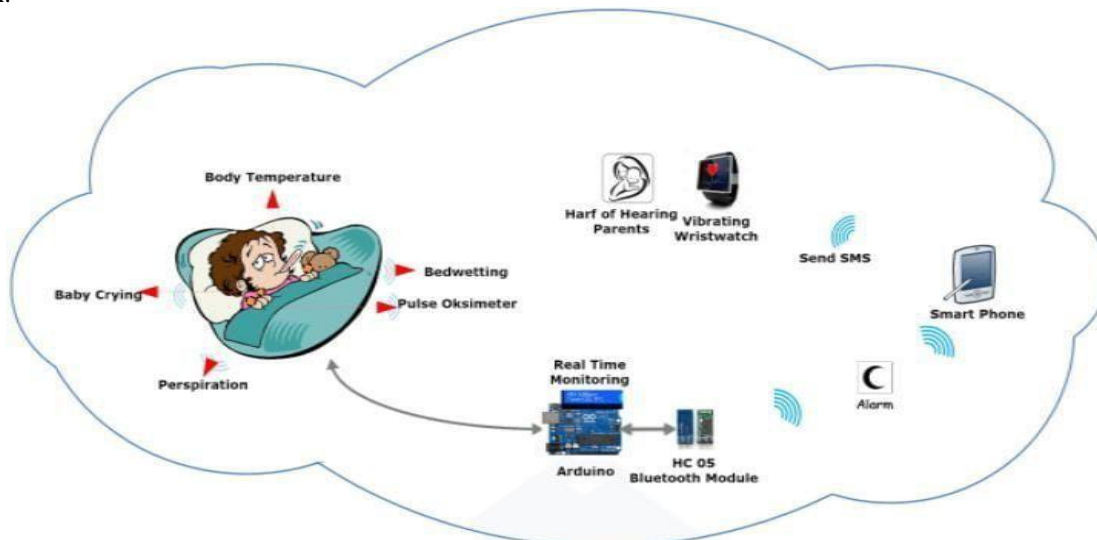 Body Temperature
Baby Crying
Bedwetting
Pulse Oksimeter
Perspiration
Harf of Hearing
Parents
Vibrating
Wristwatch
Send SMS
Smart Phone
Real Time
Monitoring
Arduino
HC 05
Bluetooth Module
Alarm